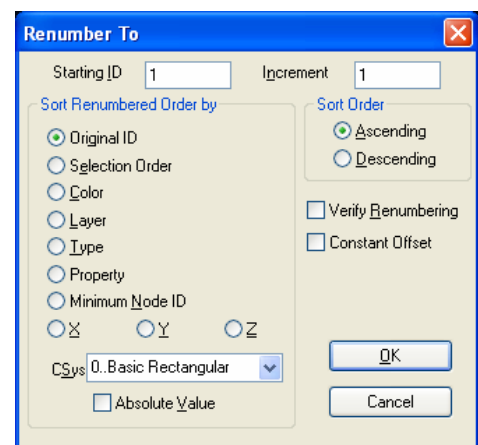 Renumber To
Starting ID 1 Increment 1
Sort Renumbered Order by
Original ID
Selection Order
Color
Layer
Type
Property
Minimum Node ID
X Y Z
CSys 0..Basic Rectangular
Absolute Value
Sort Order
Ascending
Descending
Verify Renumbering
Constant Offset
OK
Cancel